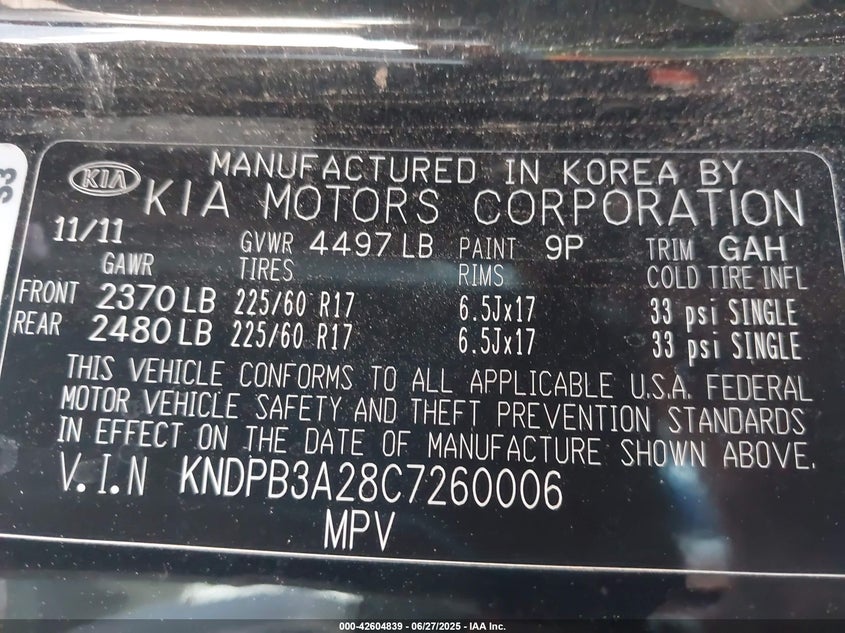 53
KIA
MANUFACTURED IN KOREA BY
KIA MOTORS CORPORATION
11/11 GVWR 4497 LB PAINT 9P TRIM GAH
GAWR TIRES RIMS COLD TIRE INFL
FRONT 2370 LB 225/60 R17 6.5Jx17 33 psi SINGLE
REAR 2480 LB 225/60 R17 6.5Jx17 33 psi SINGLE
THIS VEHICLE CONFORMS TO ALL APPLICABLE U.S.A. FEDERAL
MOTOR VEHICLE SAFETY AND THEFT PREVENTION STANDARDS
IN EFFECT ON THE DATE OF MANUFACTURE SHOWN ABOVE.
V.I.N KNDPB3A28C7260006
MPV
000-42604839 - 06/27/2025 - IAA Inc.